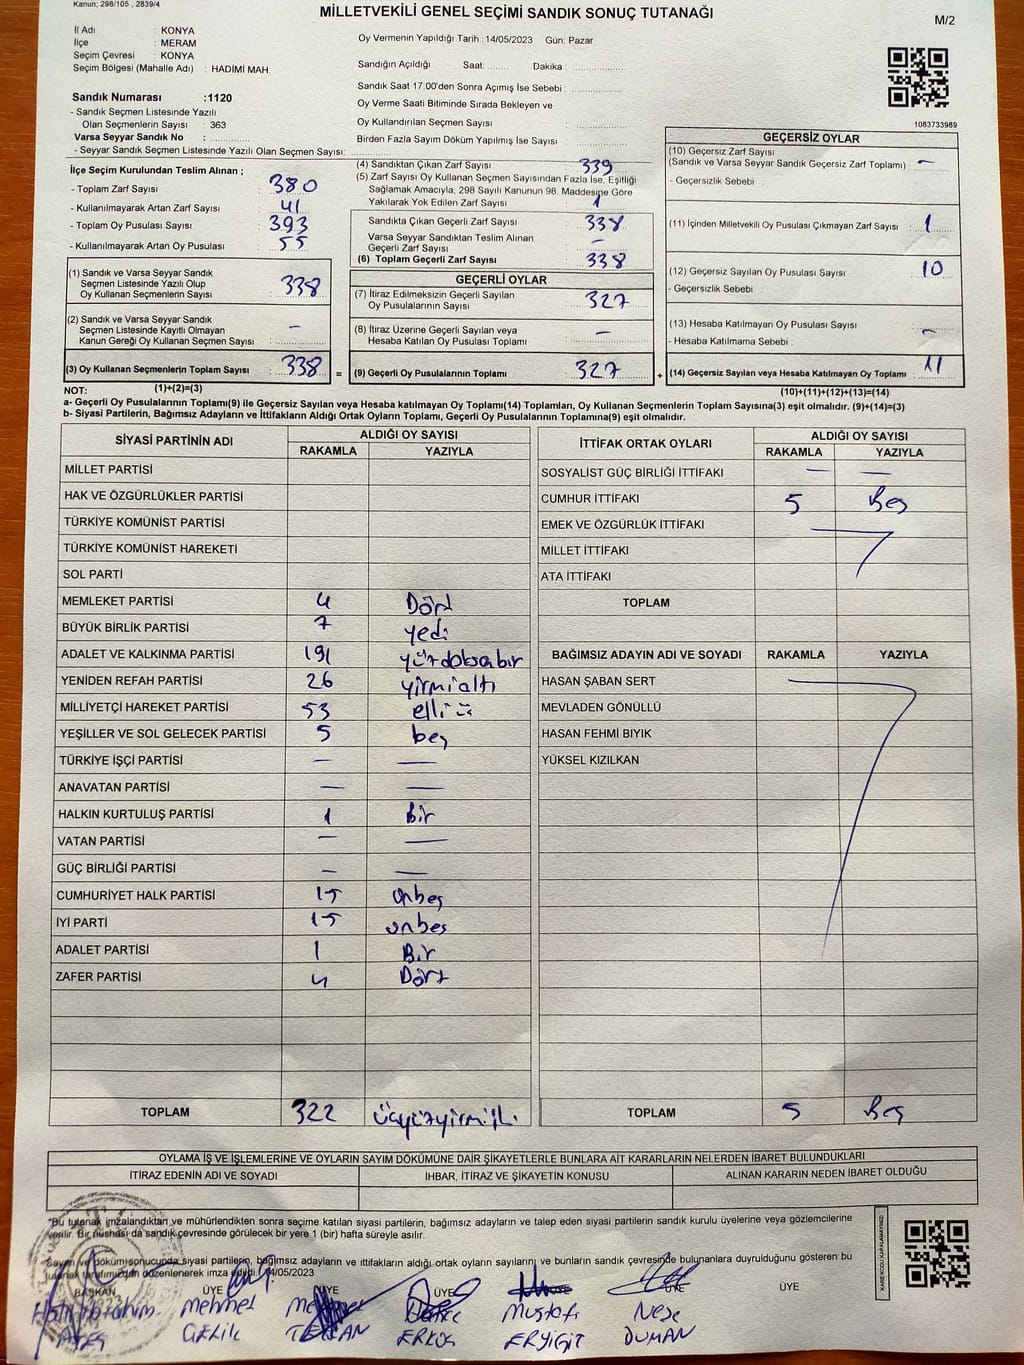 Kanun; 298/105 , 2839/4
MİLLETVEKİLİ GENEL SEÇİMİ SANDIK SONUÇ TUTANAĞI
M/2
İl Adı : KONYA
İlçe : MERAM
Seçim Çevresi : KONYA
Seçim Bölgesi (Mahalle Adı) : HADİMİ MAH.
Oy Vermenin Yapıldığı Tarih :14/05/2023 Gün: Pazar
Sandığın Açıldığı Saat: Dakika :
Sandık Saat 17.00'den Sonra Açımış İse Sebebi :
Oy Verme Saati Bitiminde Sırada Bekleyen ve
Oy Kullandırılan Seçmen Sayısı :
Birden Fazla Sayım Döküm Yapılmış İse Sayısı :
Sandık Numarası :1120
- Sandık Seçmen Listesinde Yazılı
Olan Seçmenlerin Sayısı : 363
Varsa Seyyar Sandık No :
- Seyyar Sandık Seçmen Listesinde Yazılı Olan Seçmen Sayısı:
1083733989
İlçe Seçim Kurulundan Teslim Alınan ;
- Toplam Zarf Sayısı : 380
- Kullanılmayarak Artan Zarf Sayısı : 41
- Toplam Oy Pusulası Sayısı : 393
- Kullanılmayarak Artan Oy Pusulası : 55
(1) Sandık ve Varsa Seyyar Sandık
Seçmen Listesinde Yazılı Olup
Oy Kullanan Seçmenlerin Sayısı : 338
(2) Sandık ve Varsa Seyyar Sandık
Seçmen Listesinde Kayıtlı Olmayan
Kanun Gereği Oy Kullanan Seçmen Sayısı : -
(3) Oy Kullanan Seçmenlerin Toplam Sayısı : 338 =
(4) Sandıktan Çıkan Zarf Sayısı : 339
(5) Zarf Sayısı Oy Kullanan Seçmen Sayısından Fazla İse, Eşitliği
Sağlamak Amacıyla; 298 Sayılı Kanunun 98. Maddesine Göre
Yakılarak Yok Edilen Zarf Sayısı : 1
Sandıkta Çıkan Geçerli Zarf Sayısı : 338
Varsa Seyyar Sandıktan Teslim Alınan
Geçerli Zarf Sayısı : -
(6) Toplam Geçerli Zarf Sayısı : 338
GEÇERLİ OYLAR
(7) İtiraz Edilmeksizin Geçerli Sayılan
Oy Pusulalarının Sayısı : 327
(8) İtiraz Üzerine Geçerli Sayılan veya
Hesaba Katılan Oy Pusulası Toplamı : -
(9) Geçerli Oy Pusulalarının Toplamı : 327 +
GEÇERSİZ OYLAR
(10) Geçersiz Zarf Sayısı
(Sandık ve Varsa Seyyar Sandık Geçersiz Zarf Toplamı) : -
- Geçersizlik Sebebi :
(11) İçinden Milletvekili Oy Pusulası Çıkmayan Zarf Sayısı : 1
(12) Geçersiz Sayılan Oy Pusulası Sayısı : 10
- Geçersizlik Sebebi :
(13) Hesaba Katılmayan Oy Pusulası Sayısı : -
- Hesaba Katılmama Sebebi :
(14) Geçersiz Sayılan veya Hesaba Katılmayan Oy Toplamı : 11
NOT: (1)+(2)=(3) (10)+(11)+(12)+(13)=(14)
a- Geçerli Oy Pusulalarının Toplamı(9) ile Geçersiz Sayılan veya Hesaba katılmayan Oy Toplamı(14) Toplamları, Oy Kullanan Seçmenlerin Toplam Sayısına(3) eşit olmalıdır. (9)+(14)=(3)
b- Siyasi Partilerin, Bağımsız Adayların ve İttifakların Aldığı Ortak Oyların Toplamı, Geçerli Oy Pusulalarının Toplamına(9) eşit olmalıdır.
SİYASİ PARTİNİN ADI ALDIĞI OY SAYISI
RAKAMLA YAZIYLA
MİLLET PARTİSİ
HAK VE ÖZGÜRLÜKLER PARTİSİ
TÜRKİYE KOMÜNİST PARTİSİ
TÜRKİYE KOMÜNİST HAREKETİ
SOL PARTİ
MEMLEKET PARTİSİ 4 Dört
BÜYÜK BİRLİK PARTİSİ 7 yedi
ADALET VE KALKINMA PARTİSİ 191 yüzdoksanbir
YENİDEN REFAH PARTİSİ 26 yirmialtı
MİLLİYETÇİ HAREKET PARTİSİ 53 elli üç
YEŞİLLER VE SOL GELECEK PARTİSİ 5 beş
TÜRKİYE İŞÇİ PARTİSİ — —
ANAVATAN PARTİSİ — —
HALKIN KURTULUŞ PARTİSİ 1 Bir
VATAN PARTİSİ — —
GÜÇ BİRLİĞİ PARTİSİ — —
CUMHURİYET HALK PARTİSİ 15 onbeş
İYİ PARTİ 15 onbeş
ADALET PARTİSİ 1 Bir
ZAFER PARTİSİ 4 Dört
TOPLAM 322 üçyüzyirmiiki
İTTİFAK ORTAK OYLARI ALDIĞI OY SAYISI
RAKAMLA YAZIYLA
SOSYALİST GÜÇ BİRLİĞİ İTTİFAKI — —
CUMHUR İTTİFAKI 5 Beş
EMEK VE ÖZGÜRLÜK İTTİFAKI
MİLLET İTTİFAKI
ATA İTTİFAKI
TOPLAM
BAĞIMSIZ ADAYIN ADI VE SOYADI RAKAMLA YAZIYLA
HASAN ŞABAN SERT
MEVLADEN GÖNÜLLÜ
HASAN FEHMİ BIYIK
YÜKSEL KIZILKAN
TOPLAM 5 Beş
OYLAMA İŞ VE İŞLEMLERİNE VE OYLARIN SAYIM DÖKÜMÜNE DAİR ŞİKAYETLERLE BUNLARA AİT KARARLARIN NELERDEN İBARET BULUNDUKLARI
İTİRAZ EDENİN ADI VE SOYADI İHBAR, İTİRAZ VE ŞİKAYETİN KONUSU ALINAN KARARIN NEDEN İBARET OLDUĞU
"Bu tutanak imzalandıktan ve mühürlendikten sonra seçime katılan siyasi partilerin, bağımsız adayların ve talep eden siyasi partilerin sandık kurulu üyelerine veya gözlemcilerine
verilir. Bir nüshası da sandık çevresinde görülecek bir yere 1 (bir) hafta süreyle asılır.
Sayım ve döküm sonucunda siyasi partilerin, bağımsız adayların ve ittifakların aldığı ortak oyların sayılarını ve bunların sandık çevresinde bulunanlara duyrulduğunu gösteren bu
tutanak tarafımızdan düzenlenerek imza edildi. 14/05/2023
BAŞKAN ÜYE ÜYE ÜYE ÜYE ÜYE ÜYE
Halil İbrahim Mehmet Mustafa Neşe
ATEŞ ÇELİK ERYİĞİT DUMAN